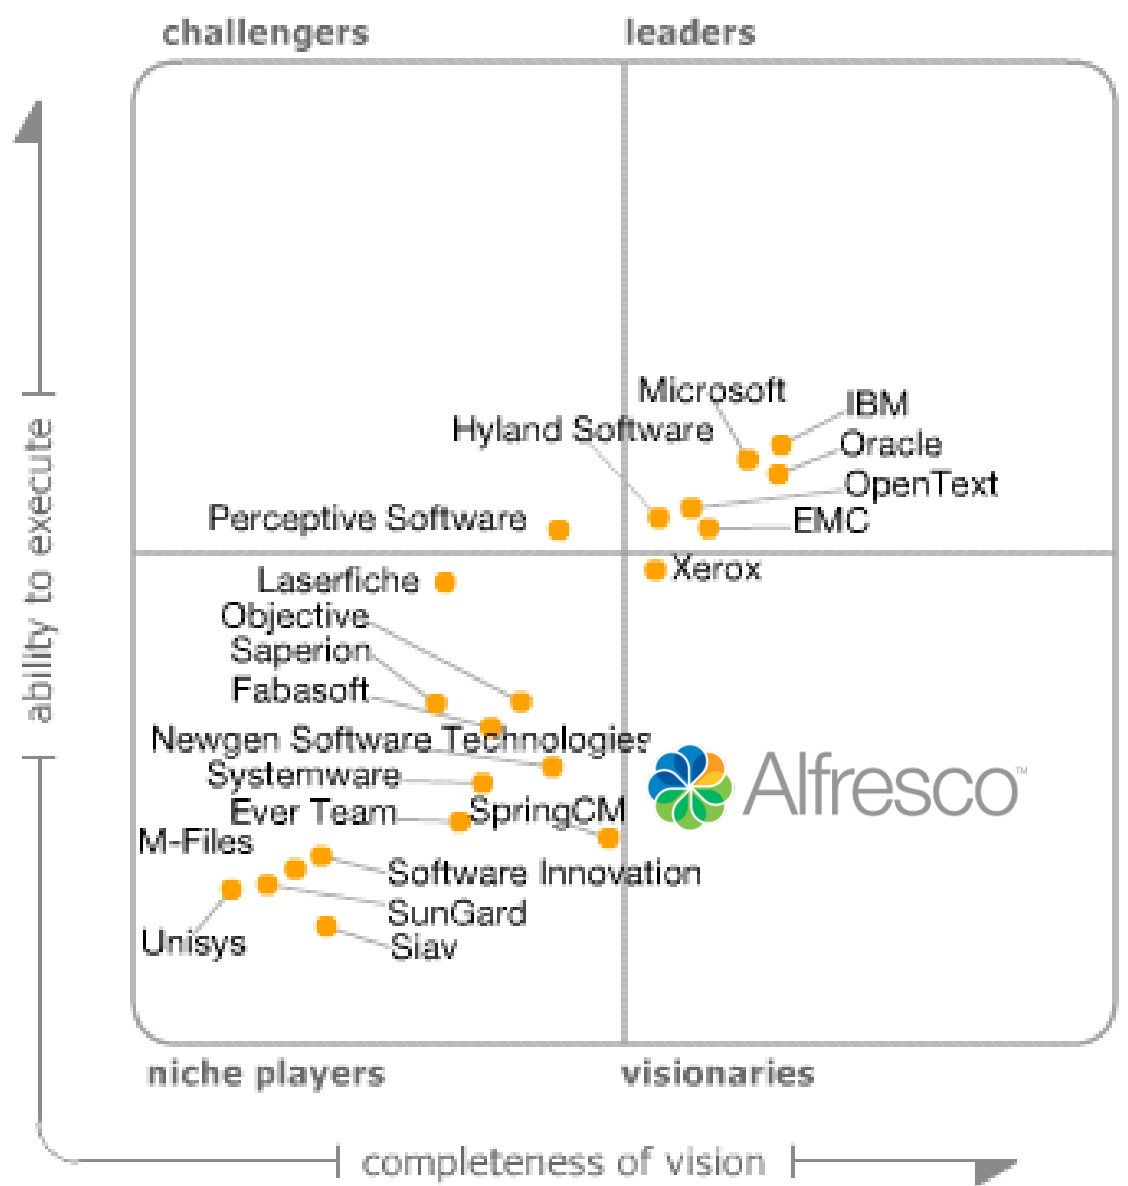 challengers
leaders
ability to execute
Microsoft
IBM
Hyland Software
Oracle
OpenText
Perceptive Software
EMC
Xerox
Laserfiche
Objective
Saperion
Fabasoft
Newgen Software Technologies
Systemware
Alfresco™
Ever Team
SpringCM
M-Files
Software Innovation
SunGard
Unisys
Siav
niche players
visionaries
completeness of vision